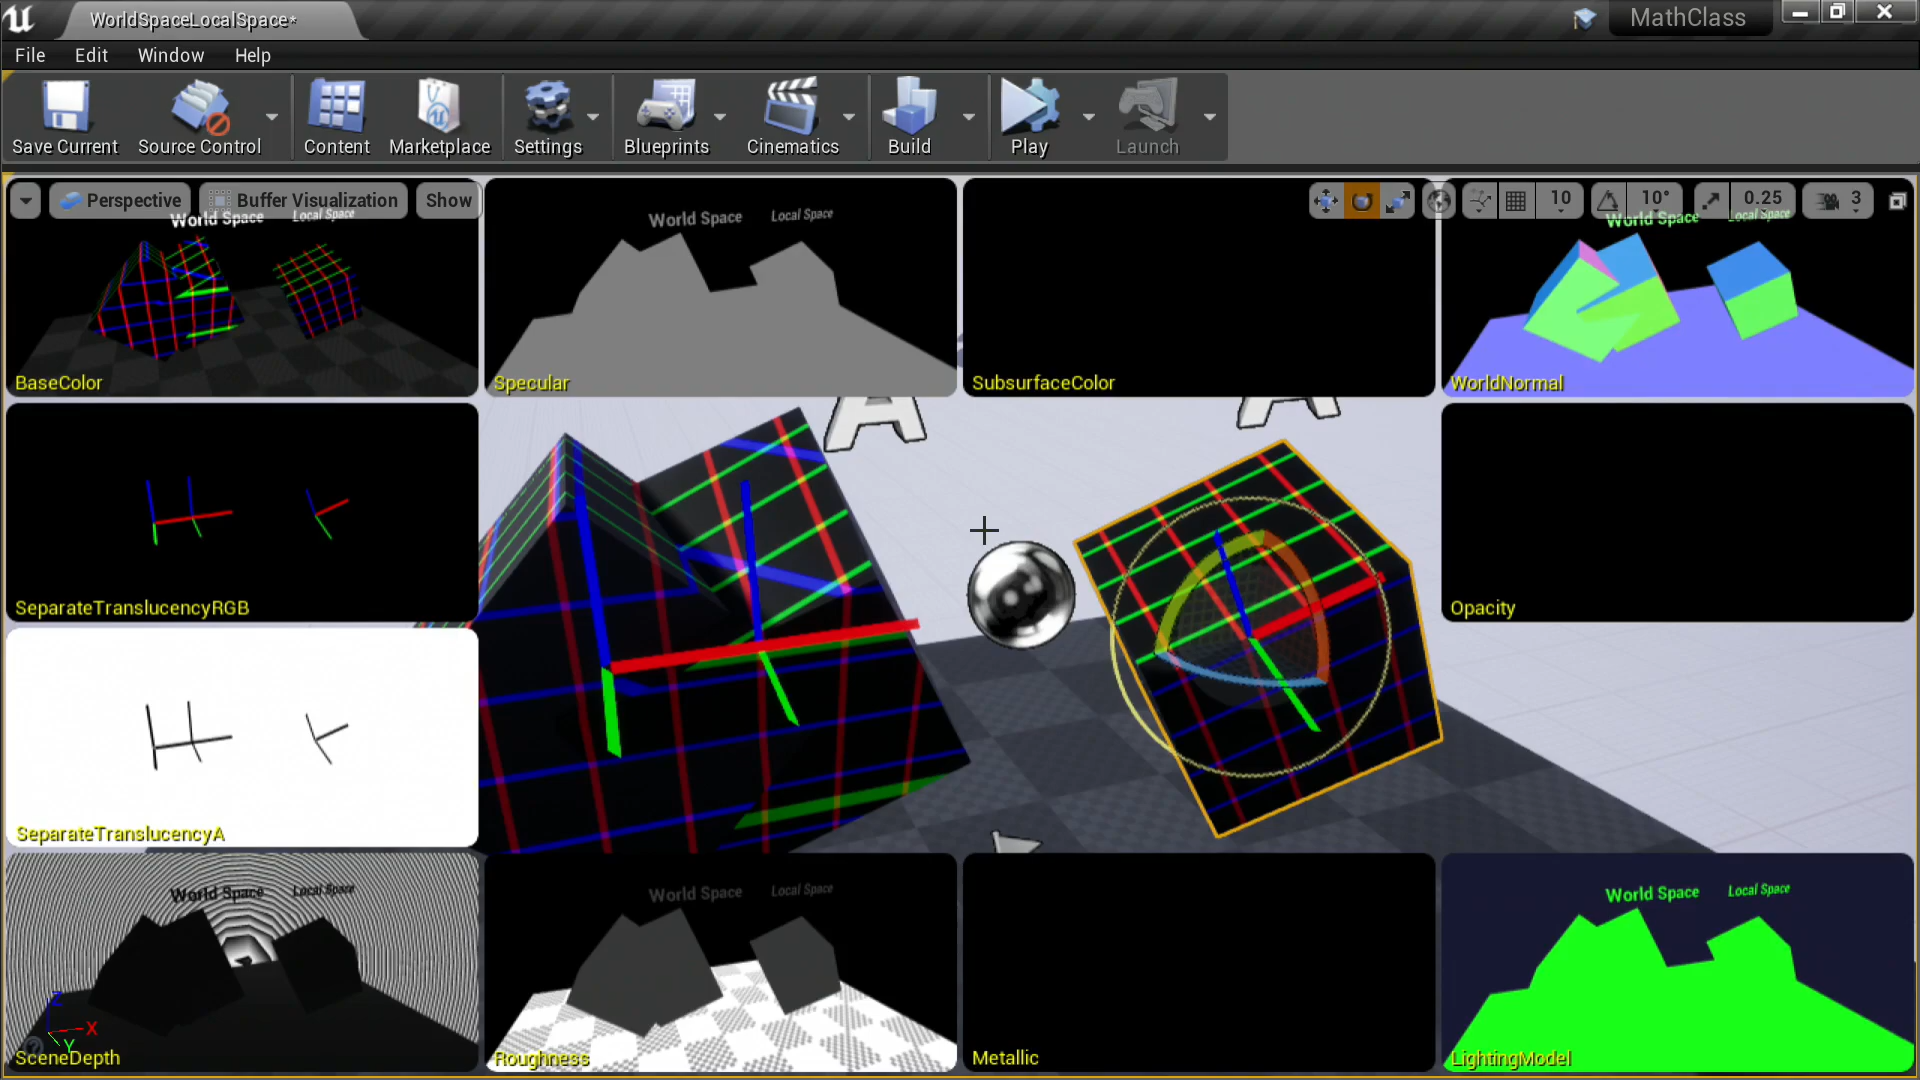 WorldSpaceLocalSpace*
MathClass
File Edit Window Help
Save Current Source Control Content Marketplace Settings Blueprints Cinematics Build Play Launch
Perspective Buffer Visualization Show
10 10° 0.25 3
World Space Local Space
World Space Local Space
World Space Local Space
BaseColor
Specular
SubsurfaceColor
WorldNormal
A A
SeparateTranslucencyRGB
Opacity
SeparateTranslucencyA
World Space Local Space
World Space Local Space
World Space Local Space
Z
X
Y
SceneDepth
Roughness
Metallic
LightingModel